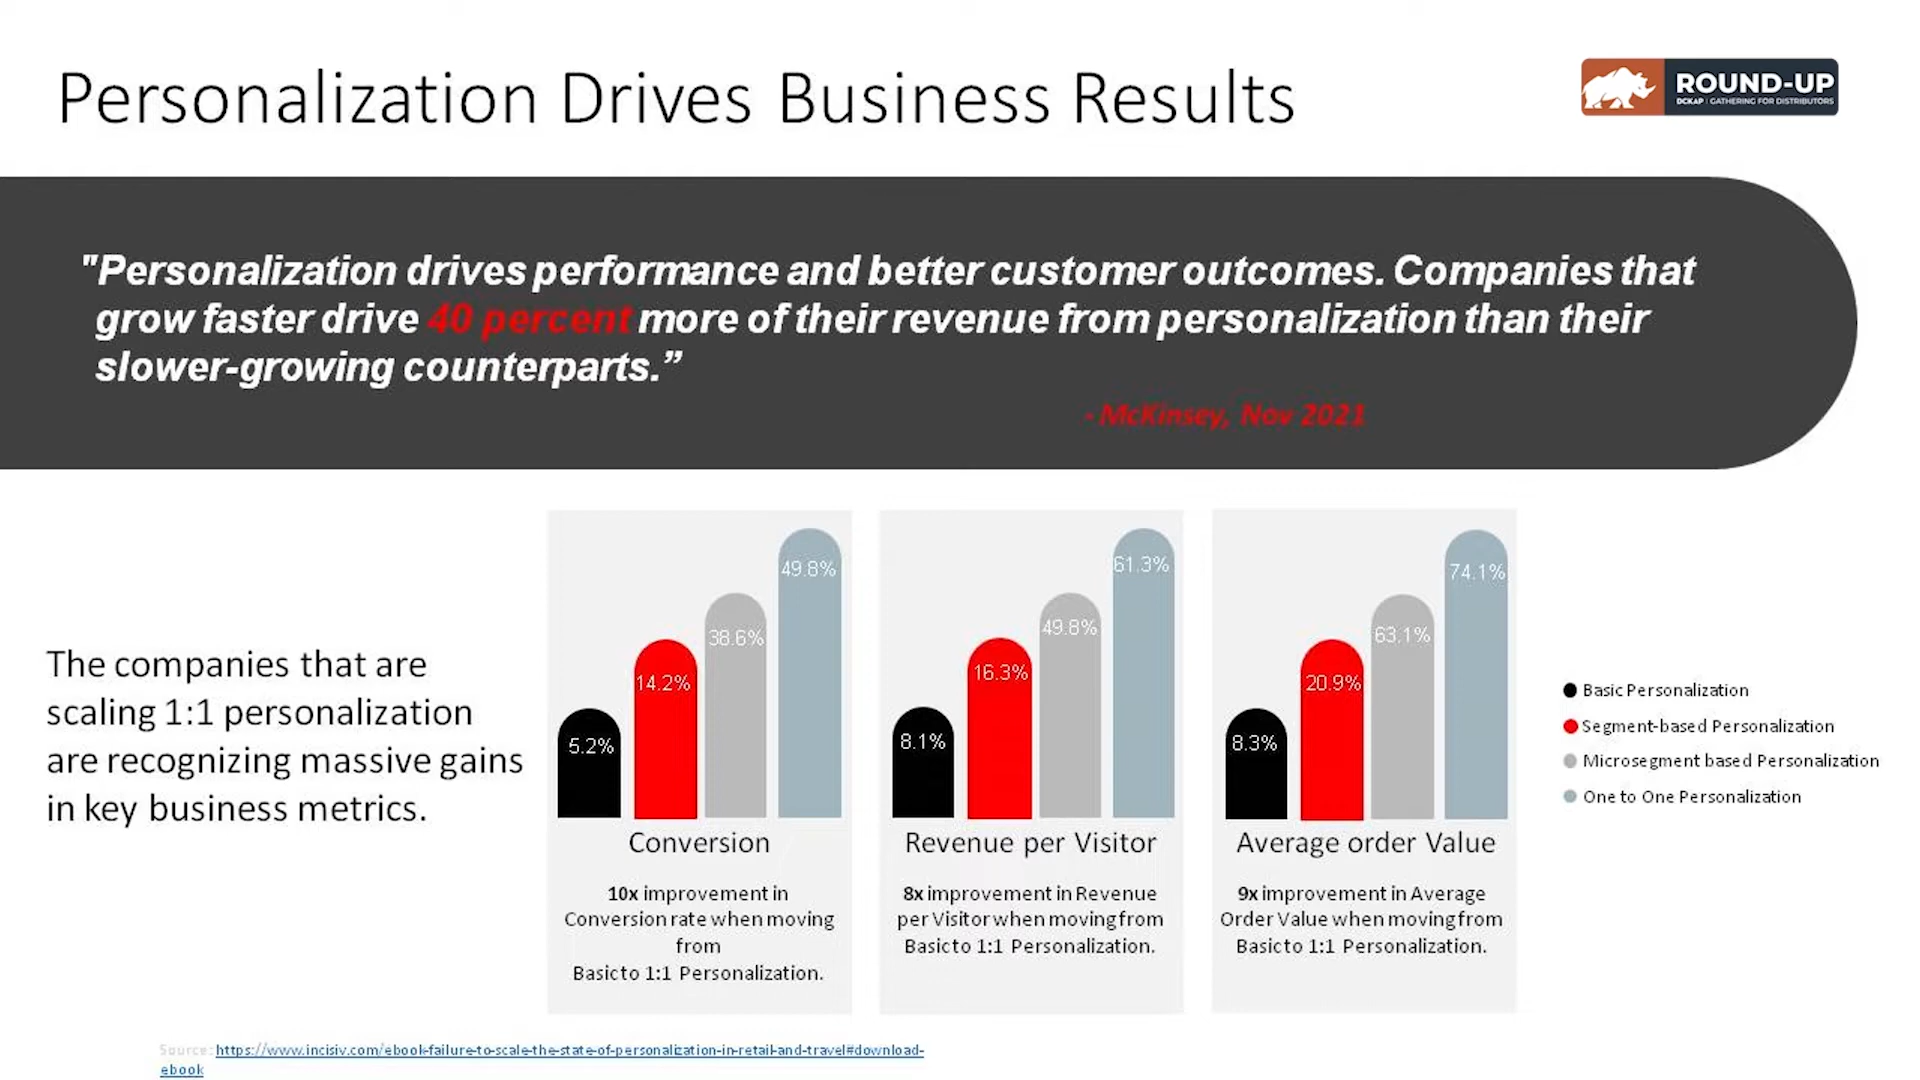 Personalization Drives Business Results
ROUND-UP
DCKAP | GATHERING FOR DISTRIBUTORS
"Personalization drives performance and better customer outcomes. Companies that
grow faster drive 40 percent more of their revenue from personalization than their
slower-growing counterparts.”
- McKinsey, Nov 2021
The companies that are
scaling 1:1 personalization
are recognizing massive gains
in key business metrics.
5.2%
14.2%
38.6%
49.8%
Conversion
10x improvement in
Conversion rate when moving
from
Basic to 1:1 Personalization.
8.1%
16.3%
49.8%
61.3%
Revenue per Visitor
8x improvement in Revenue
per Visitor when moving from
Basic to 1:1 Personalization.
8.3%
20.9%
63.1%
74.1%
Average order Value
9x improvement in Average
Order Value when moving from
Basic to 1:1 Personalization.
Basic Personalization
Segment-based Personalization
Microsegment based Personalization
One to One Personalization
Source: https://www.incisiv.com/ebook-failure-to-scale-the-state-of-personalization-in-retail-and-travel#download-
ebook